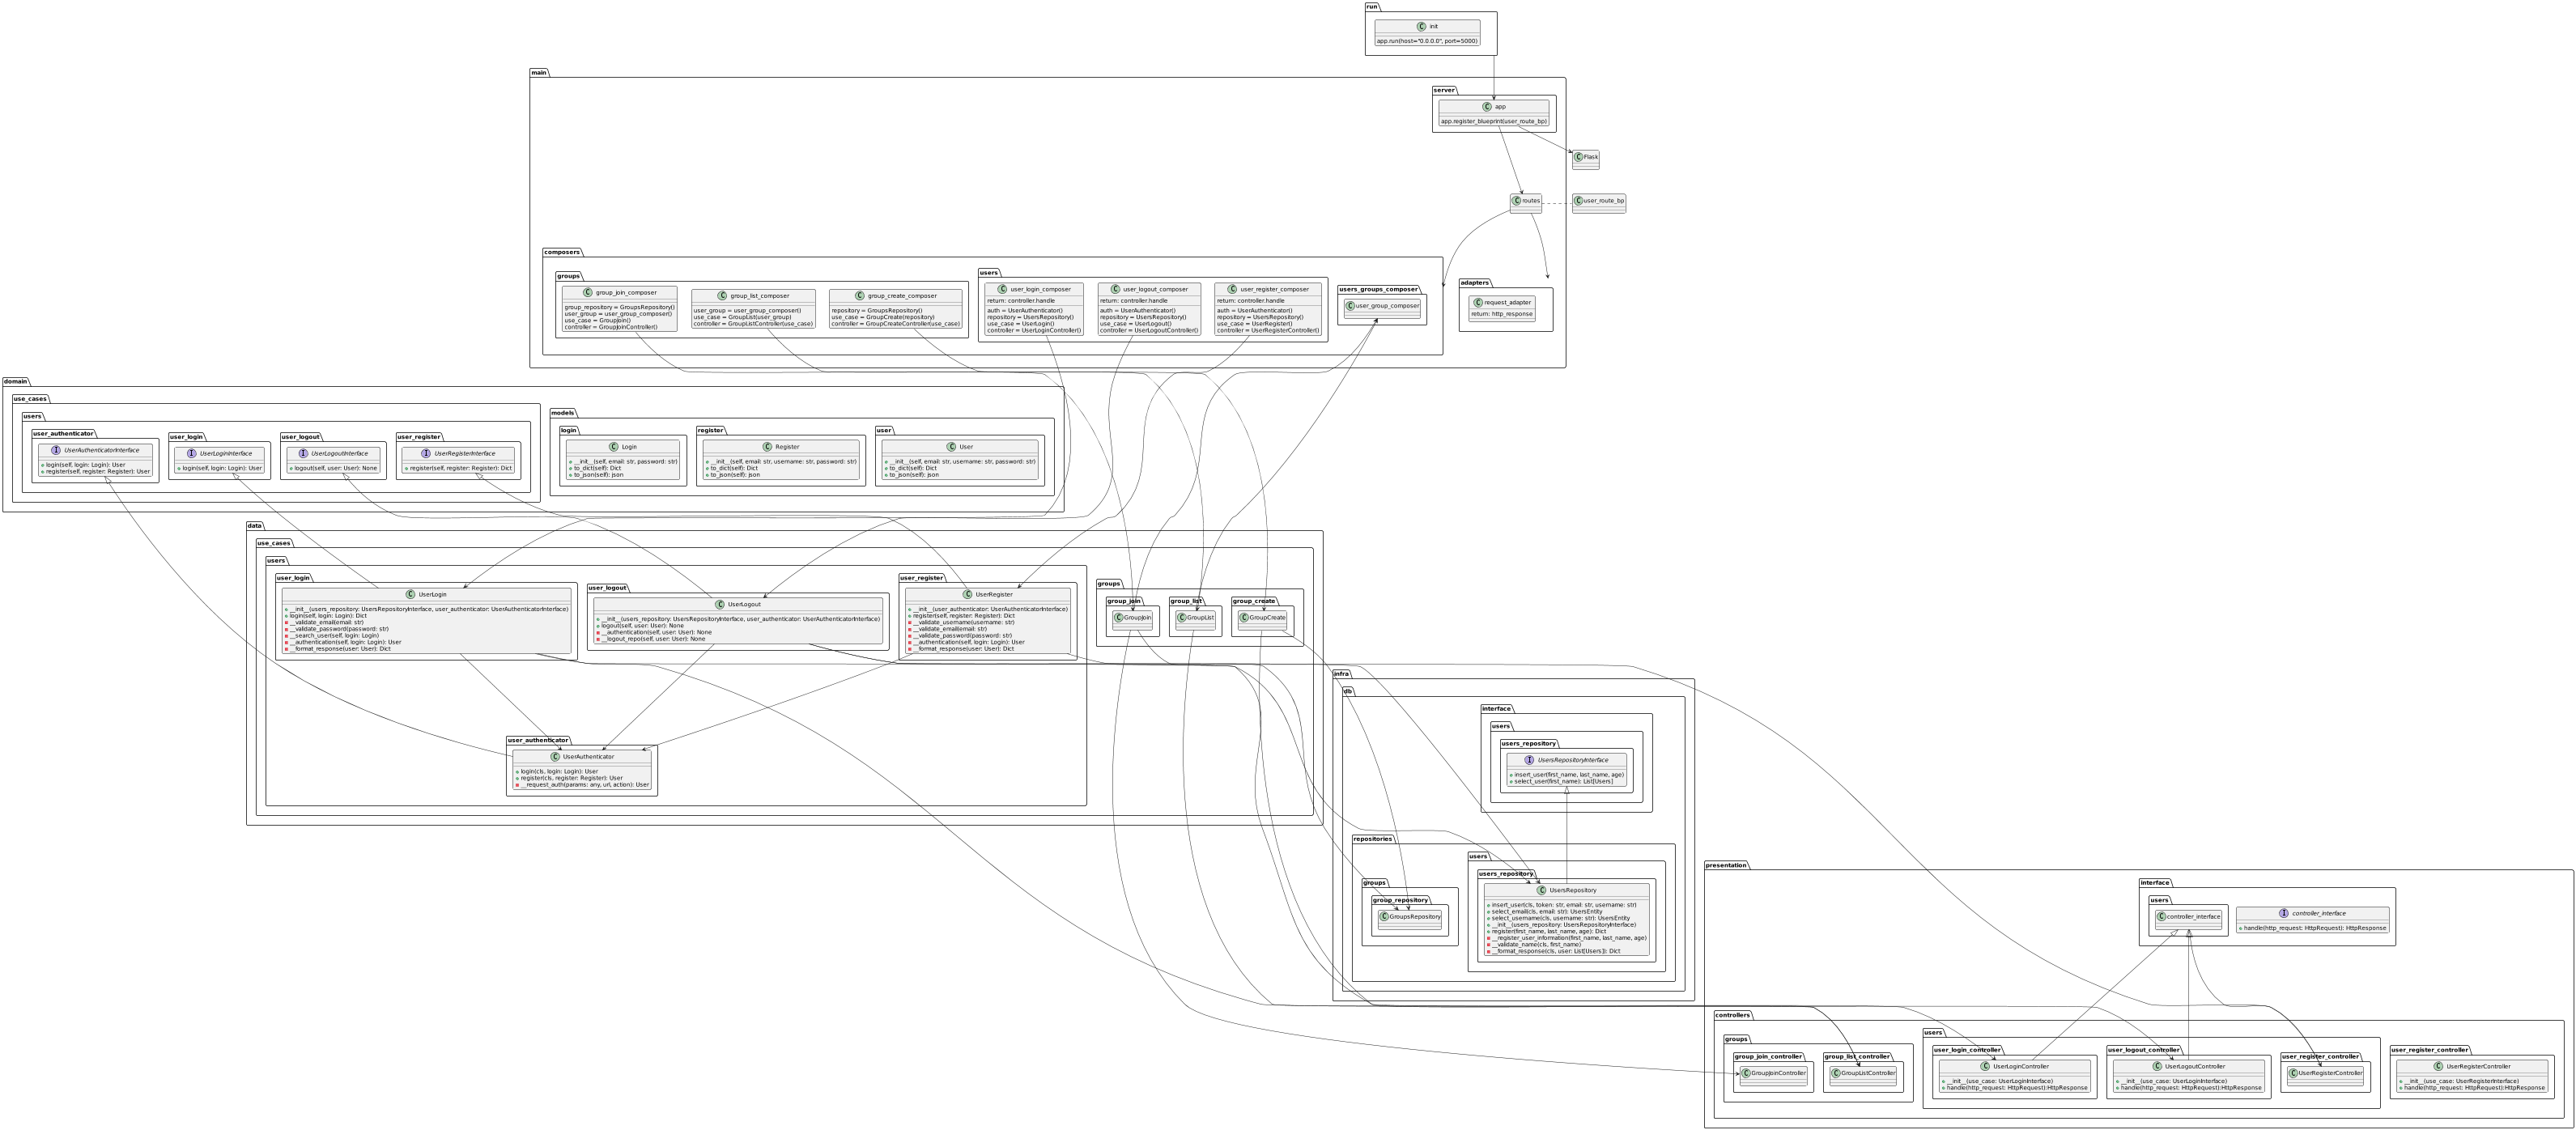 run
init
app.run(host="0.0.0.0", port=5000)
main
server
app
app.register_blueprint(user_route_bp)
Flask
routes
user_route_bp
composers
groups
group_join_composer
group_repository = GroupsRepository()
user_group = user_group_composer()
use_case = GroupJoin()
controller = GroupJoinController()
group_list_composer
user_group = user_group_composer()
use_case = GroupList(user_group)
controller = GroupListController(use_case)
group_create_composer
repository = GroupsRepository()
use_case = GroupCreate(repository)
controller = GroupCreateController(use_case)
users
user_login_composer
return: controller.handle
auth = UserAuthenticator()
repository = UsersRepository()
use_case = UserLogin()
controller = UserLoginController()
user_logout_composer
return: controller.handle
auth = UserAuthenticator()
repository = UsersRepository()
use_case = UserLogout()
controller = UserLogoutController()
user_register_composer
return: controller.handle
auth = UserAuthenticator()
repository = UsersRepository()
use_case = UserRegister()
controller = UserRegisterController()
users_groups_composer
user_group_composer
adapters
request_adapter
return: http_response
domain
use_cases
users
user_authenticator
UserAuthenticatorInterface
login(self, login: Login): User
register(self, register: Register): User
user_login
UserLoginInterface
login(self, login: Login): User
user_logout
UserLogoutInterface
logout(self, user: User): None
user_register
UserRegisterInterface
register(self, register: Register): Dict
models
login
Login
__init__(self, email: str, password: str)
to_dict(self): Dict
to_json(self): json
register
Register
__init__(self, email: str, username: str, password: str)
to_dict(self): Dict
to_json(self): json
user
User
__init__(self, email: str, username: str, password: str)
to_dict(self): Dict
to_json(self): json
data
use_cases
users
user_login
UserLogin
__init__(users_repository: UsersRepositoryInterface, user_authenticator: UserAuthenticatorInterface)
login(self, login: Login): Dict
__validate_email(email: str)
__validate_password(password: str)
__search_user(self, login: Login)
__authentication(self, login: Login): User
__format_response(user: User): Dict
user_logout
UserLogout
__init__(users_repository: UsersRepositoryInterface, user_authenticator: UserAuthenticatorInterface)
logout(self, user: User): None
__authentication(self, user: User): None
__logout_repo(self, user: User): None
user_register
UserRegister
__init__(user_authenticator: UserAuthenticatorInterface)
register(self, register: Register): Dict
__validate_username(username: str)
__validate_email(email: str)
__validate_password(password: str)
__authentication(self, login: Login): User
__format_response(user: User): Dict
groups
group_join
GroupJoin
group_list
GroupList
group_create
GroupCreate
user_authenticator
UserAuthenticator
login(cls, login: Login): User
register(cls, register: Register): User
__request_auth(params: any, url, action): User
infra
db
interface
users
users_repository
UsersRepositoryInterface
insert_user(first_name, last_name, age)
select_user(first_name): List[Users]
repositories
groups
group_repository
GroupsRepository
users
users_repository
UsersRepository
insert_user(cls, token: str, email: str, username: str)
select_email(cls, email: str): UsersEntity
select_username(cls, username: str): UsersEntity
__init__(users_repository: UsersRepositoryInterface)
register(first_name, last_name, age): Dict
__register_user_information(first_name, last_name, age)
__validate_name(cls, first_name)
__format_response(cls, user: List[Users]): Dict
presentation
interface
users
controller_interface
controller_interface
handle(http_request: HttpRequest): HttpResponse
controllers
groups
group_join_controller
GroupJoinController
group_list_controller
GroupListController
users
user_login_controller
UserLoginController
__init__(use_case: UserLoginInterface)
handle(http_request: HttpRequest):HttpResponse
user_logout_controller
UserLogoutController
__init__(use_case: UserLoginInterface)
handle(http_request: HttpRequest):HttpResponse
user_register_controller
UserRegisterController
user_register_controller
UserRegisterController
__init__(use_case: UserRegisterInterface)
handle(http_request: HttpRequest):HttpResponse